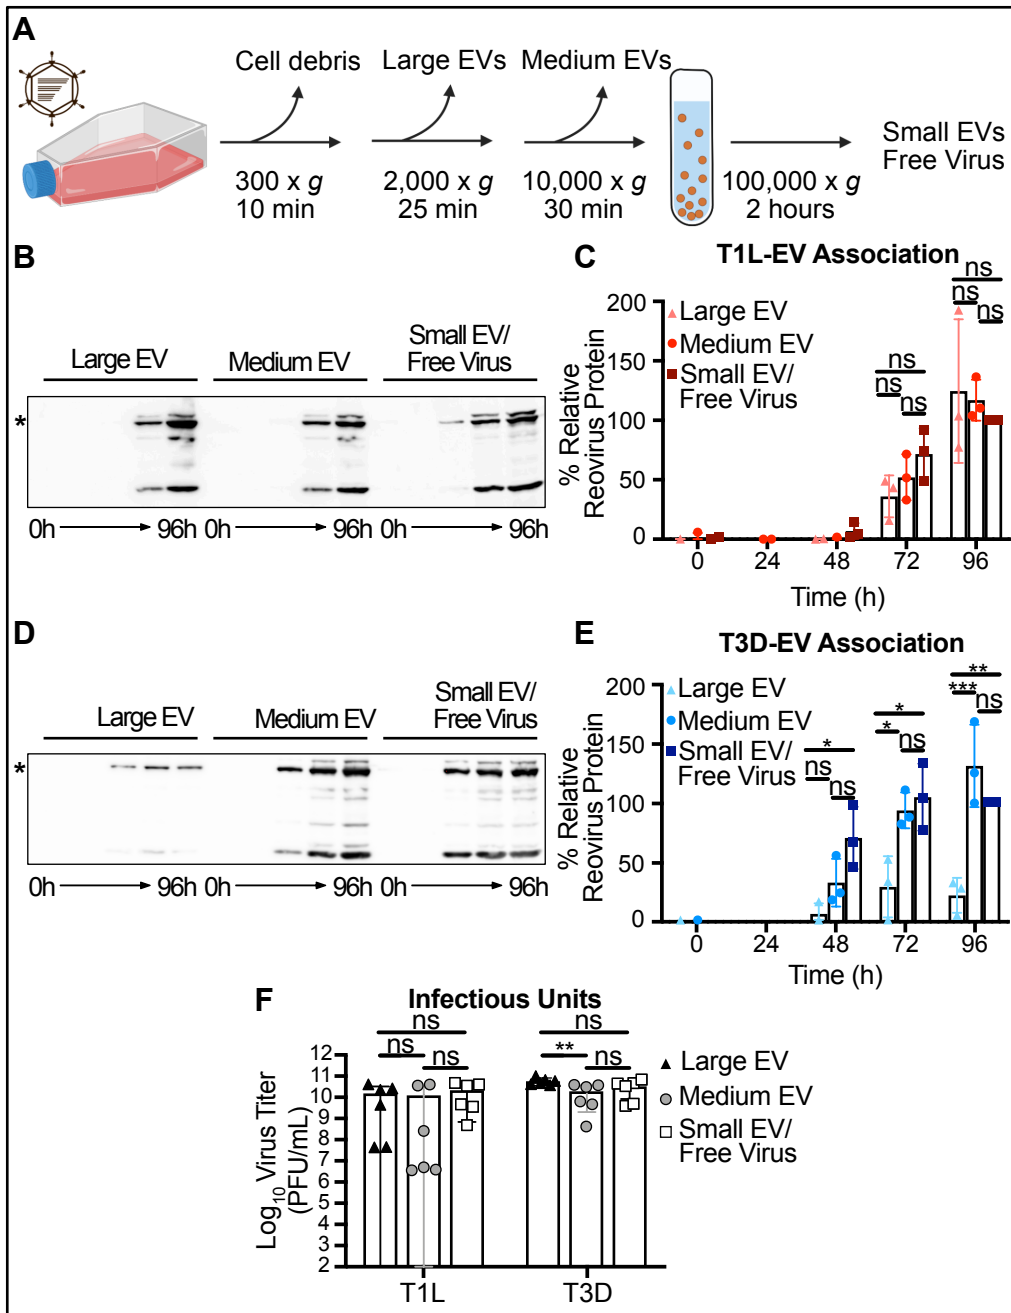 A
Cell debris
Large EVs
Medium EVs
300 x g
10 min
2,000 x g
25 min
10,000 x g
30 min
100,000 x g
2 hours
Small EVs
Free Virus
B
Large EV
Medium EV
Small EV/
Free Virus
*
0h 96h 0h 96h 0h 96h
C
T1L-EV Association
Large EV
Medium EV
Small EV/
Free Virus
ns
ns
ns
ns
ns
ns
% Relative
Reovirus Protein
200
150
100
50
0
0 24 48 72 96
Time (h)
D
Large EV
Medium EV
Small EV/
Free Virus
*
0h 96h 0h 96h 0h 96h
E
T3D-EV Association
Large EV
Medium EV
Small EV/
Free Virus
*
ns
ns
*
*
ns
**
***
ns
% Relative
Reovirus Protein
200
150
100
50
0
0 24 48 72 96
Time (h)
F
Infectious Units
ns
ns
ns
ns
**
ns
Large EV
Medium EV
Small EV/
Free Virus
Log10 Virus Titer
(PFU/mL)
12
11
10
9
8
7
6
5
4
3
2
T1L T3D